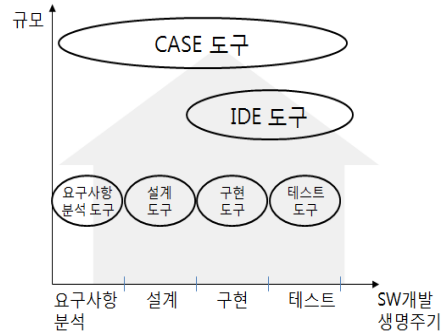 규모
CASE 도구
IDE 도구
요구사항
분석 도구
설계
도구
구현
도구
테스트
도구
요구사항
분석
설계
구현
테스트
SW개발
생명주기